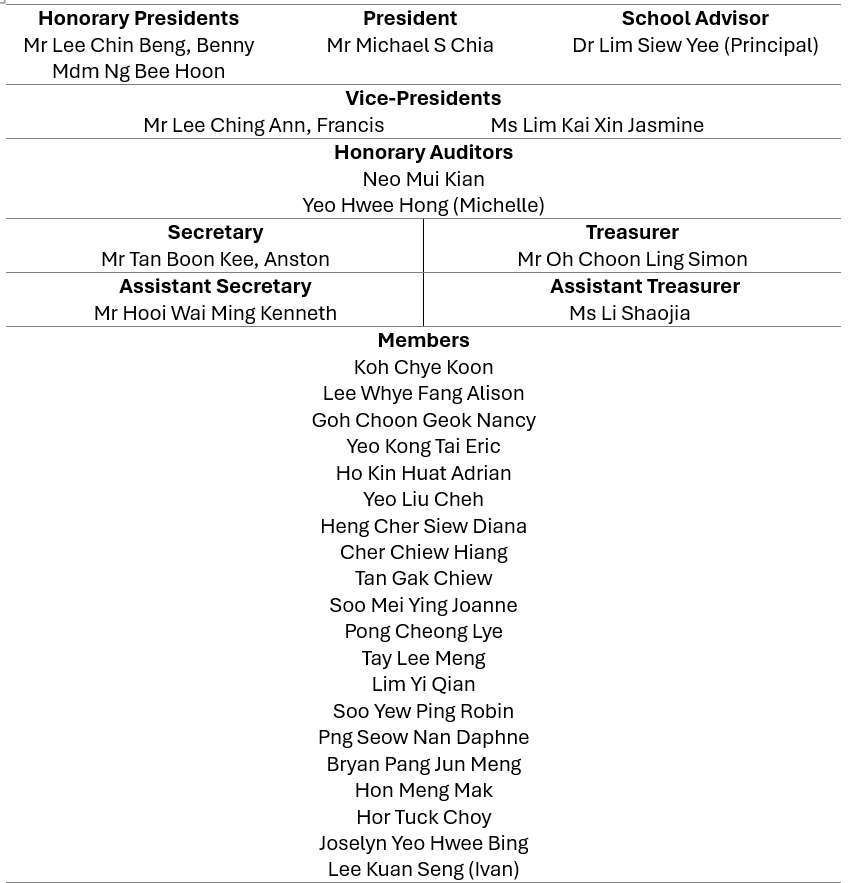 Honorary Presidents
Mr Lee Chin Beng, Benny
Mdm Ng Bee Hoon
President
Mr Michael S Chia
School Advisor
Dr Lim Siew Yee (Principal)
Vice-Presidents
Mr Lee Ching Ann, Francis
Ms Lim Kai Xin Jasmine
Honorary Auditors
Neo Mui Kian
Yeo Hwee Hong (Michelle)
Secretary
Mr Tan Boon Kee, Anston
Treasurer
Mr Oh Choon Ling Simon
Assistant Secretary
Mr Hooi Wai Ming Kenneth
Assistant Treasurer
Ms Li Shaojia
Members
Koh Chye Koon
Lee Whye Fang Alison
Goh Choon Geok Nancy
Yeo Kong Tai Eric
Ho Kin Huat Adrian
Yeo Liu Cheh
Heng Cher Siew Diana
Cher Chiew Hiang
Tan Gak Chiew
Soo Mei Ying Joanne
Pong Cheong Lye
Tay Lee Meng
Lim Yi Qian
Soo Yew Ping Robin
Png Seow Nan Daphne
Bryan Pang Jun Meng
Hon Meng Mak
Hor Tuck Choy
Joselyn Yeo Hwee Bing
Lee Kuan Seng (Ivan)